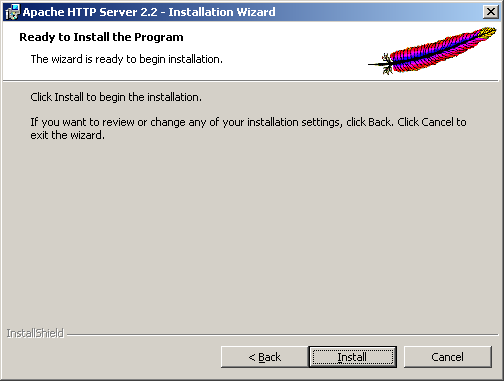 Apache HTTP Server 2.2 - Installation Wizard
Ready to Install the Program
The wizard is ready to begin installation.
Click Install to begin the installation.
If you want to review or change any of your installation settings, click Back. Click Cancel to
exit the wizard.
InstallShield
< Back
Install
Cancel